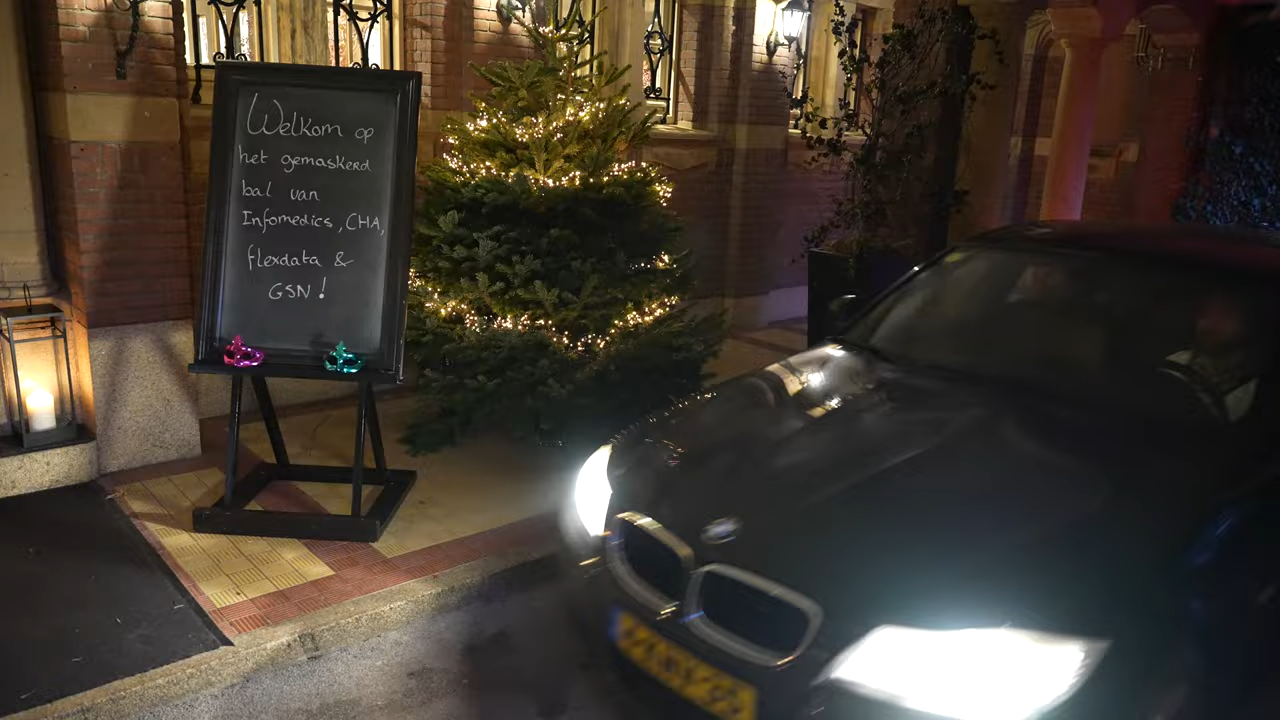 Welkom op
het gemaskerd
bal van
Infomedics, CHA,
flexdata &
GSN!